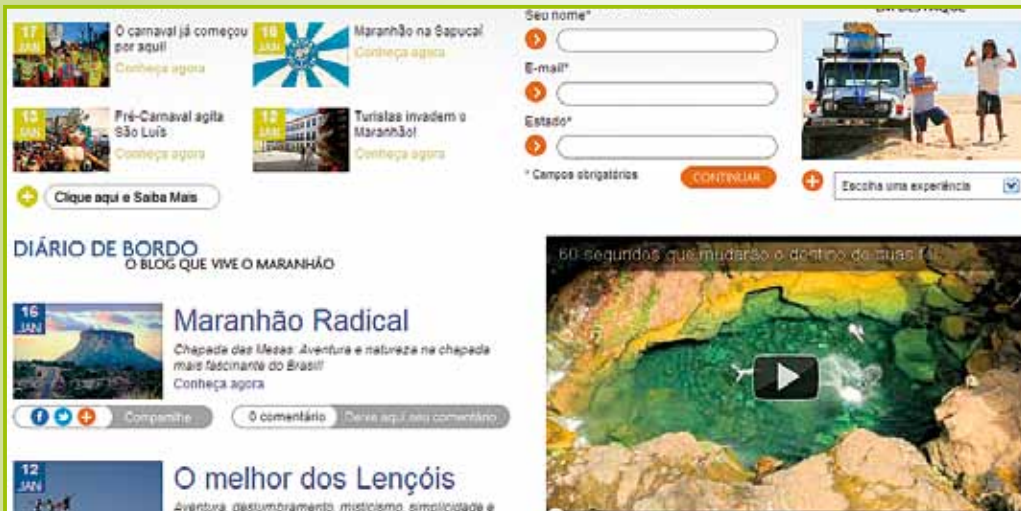 17
JAN
O carnaval já começou
por aqui!
Conheça agora
16
JAN
Maranhão na Sapucaí
Conheça agora
13
JAN
Pré-Carnaval agita
São Luís
Conheça agora
12
JAN
Turistas invadem o
Maranhão!
Conheça agora
Clique aqui e Saiba Mais
Seu nome*
E-mail*
Estado*
* Campos obrigatórios
CONTINUAR
EM DESTAQUE
Escolha uma experiência
DIÁRIO DE BORDO
O BLOG QUE VIVE O MARANHÃO
16
JAN
Maranhão Radical
Chapada das Mesas: Aventura e natureza na chapada
mais fascinante do Brasil!
Conheça agora
Compartilhe
0 comentário
Deixe aqui seu comentário
12
JAN
O melhor dos Lençóis
Aventura, deslumbramento, misticismo, simplicidade e
60 segundos que mudarão o destino de suas